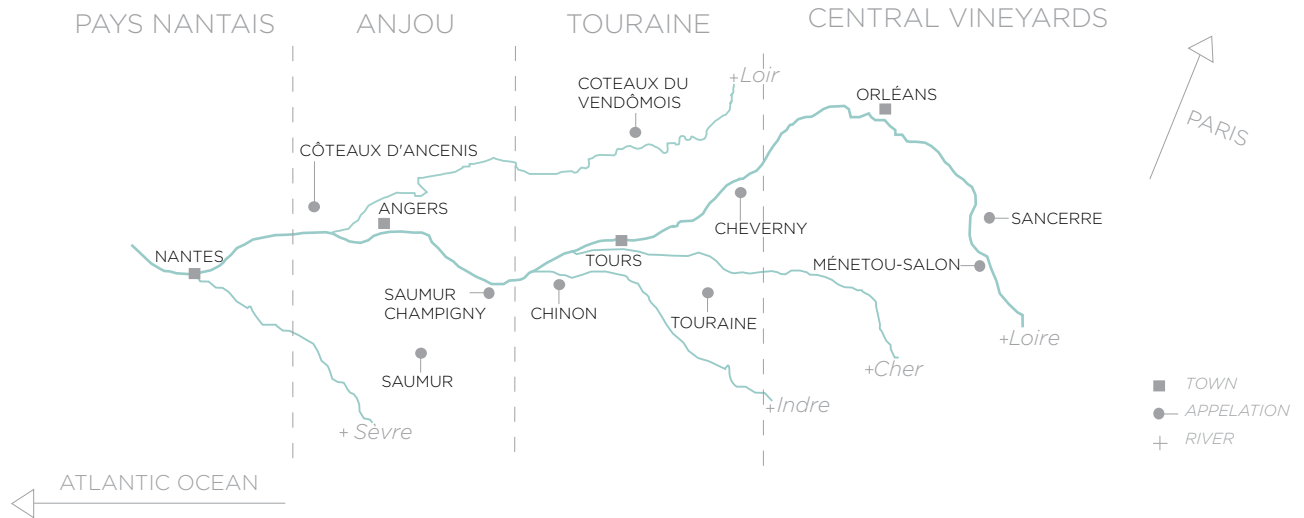 PAYS NANTAIS
ANJOU
TOURAINE
CENTRAL VINEYARDS
+Loir
COTEAUX DU
VENDÔMOIS
ORLÉANS
PARIS
CÔTEAUX D'ANCENIS
ANGERS
SANCERRE
CHEVERNY
NANTES
TOURS
MÉNETOU-SALON
SAUMUR
CHAMPIGNY
CHINON
TOURAINE
+Loire
+Cher
SAUMUR
+Indre
+ Sèvre
TOWN
APPELATION
RIVER
ATLANTIC OCEAN